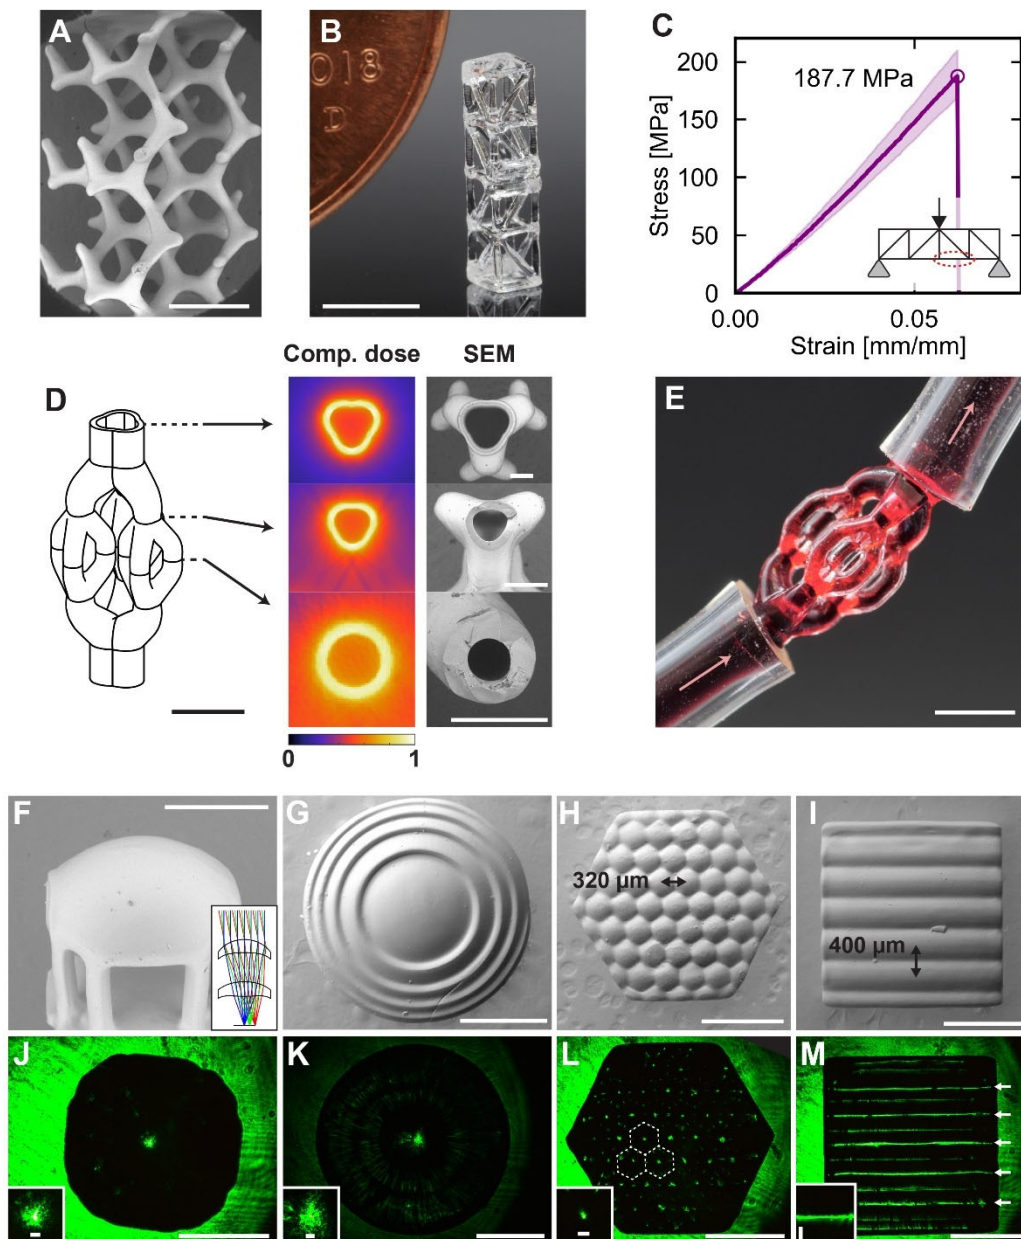 A
B
2018
D
C
187.7 MPa
Stress [MPa]
200
150
100
50
0
0.00
0.05
Strain [mm/mm]
D
Comp. dose
SEM
0
1
E
F
G
H
320 µm
I
400 µm
J
K
L
M